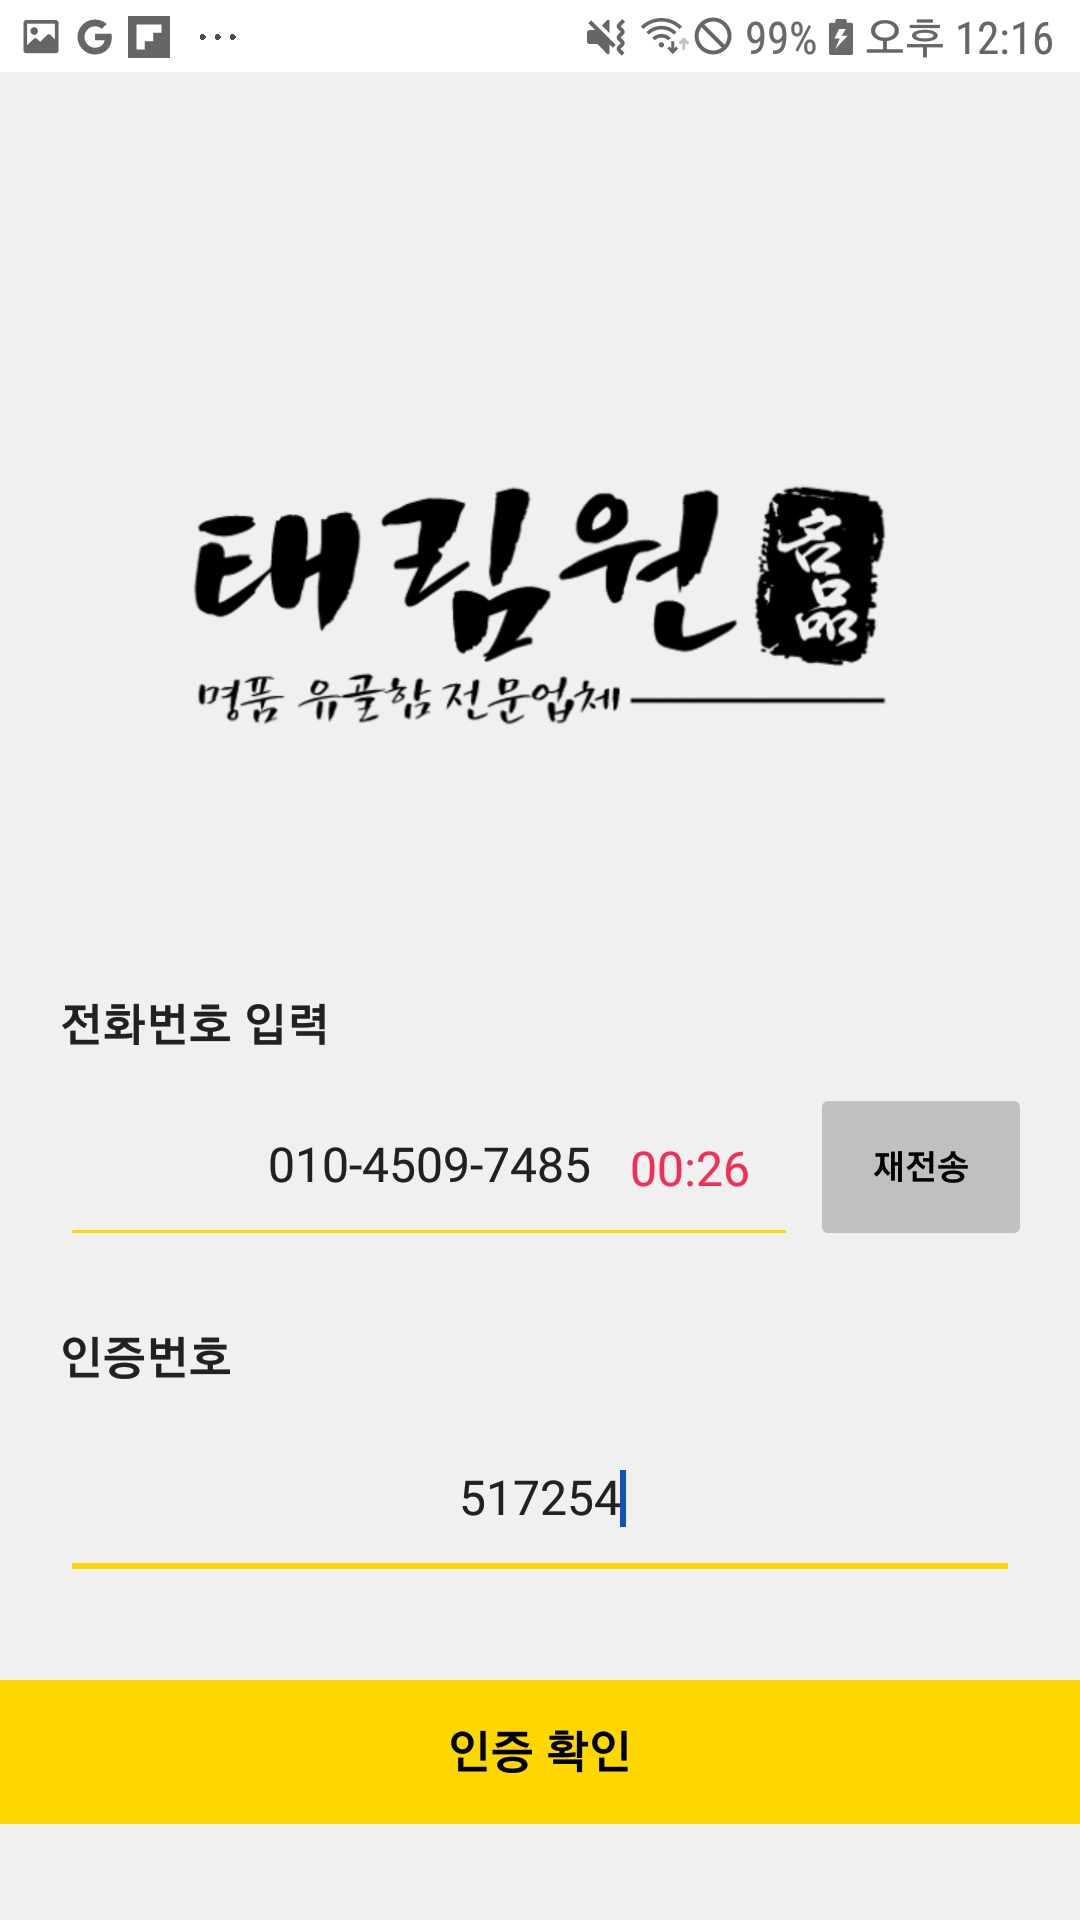 99% 오후 12:16
태림원 名品
명품 유골함 전문업체
전화번호 입력
010-4509-7485 00:26 재전송
인증번호
517254
인증 확인